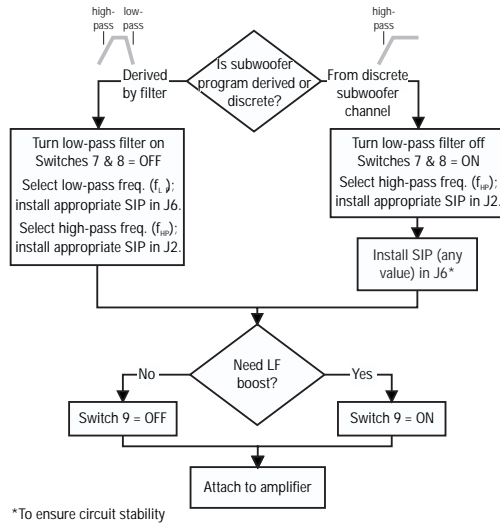 high-
pass
low-
pass
high-
pass
Is subwoofer
program derived or
discrete?
Derived
by filter
From discrete
subwoofer
channel
Turn low-pass filter on
Switches 7 & 8 = OFF
Select low-pass freq. (fL );
install appropriate SIP in J6.
Select high-pass freq. (fHP);
install appropriate SIP in J2.
Turn low-pass filter off
Switches 7 & 8 = ON
Select high-pass freq. (fHP);
install appropriate SIP in J2.
Install SIP (any
value) in J6*
Need LF
boost?
No
Yes
Switch 9 = OFF
Switch 9 = ON
Attach to amplifier
*To ensure circuit stability